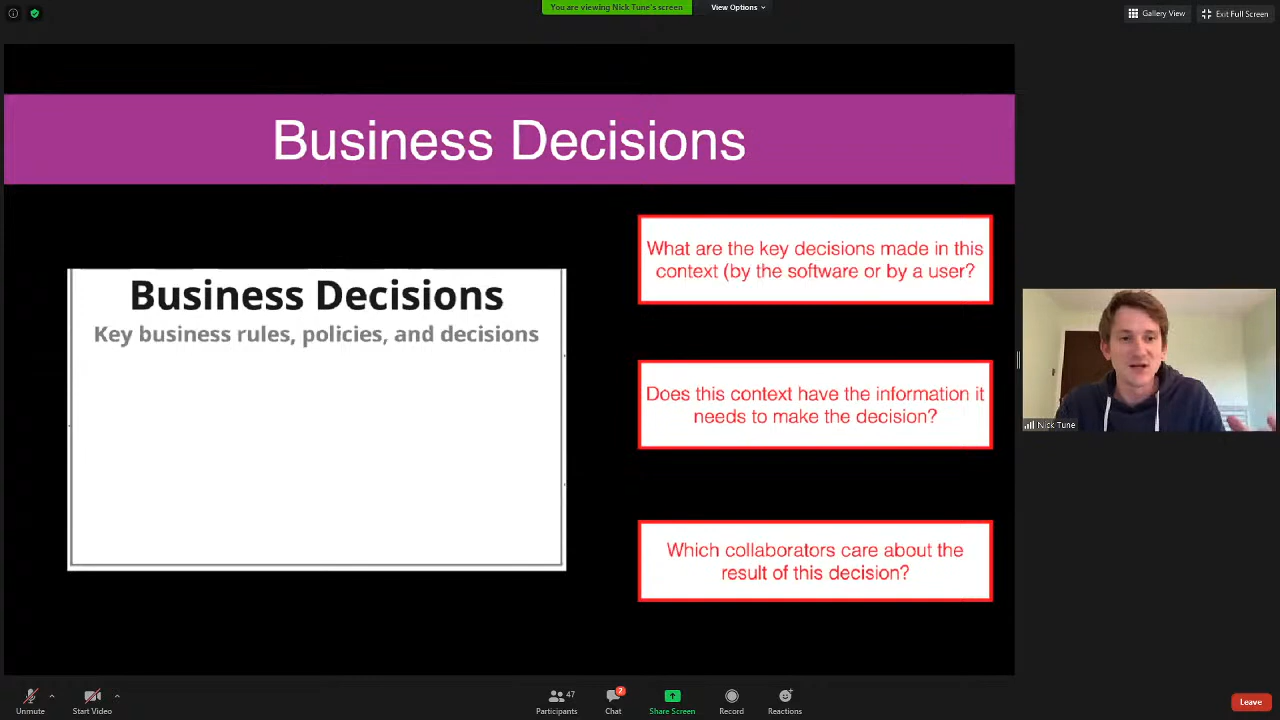 You are viewing Nick Tune's screen
View Options
Gallery View
Exit Full Screen
Business Decisions
Business Decisions
Key business rules, policies, and decisions
What are the key decisions made in this
context (by the software or by a user?
Does this context have the information it
needs to make the decision?
Which collaborators care about the
result of this decision?
Nick Tune
Unmute
Start Video
47
Participants
2
Chat
Share Screen
Record
Reactions
Leave